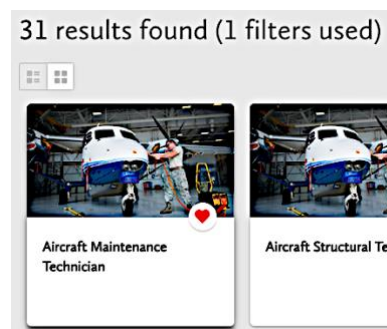 31 results found (1 filters used)
Aircraft Maintenance
Technician
Aircraft Structural Te